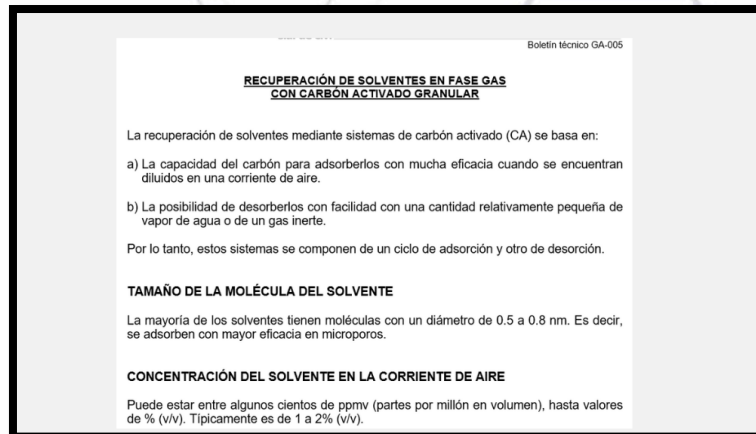 Boletín técnico GA-005
RECUPERACIÓN DE SOLVENTES EN FASE GAS
CON CARBÓN ACTIVADO GRANULAR
La recuperación de solventes mediante sistemas de carbón activado (CA) se basa en:
a) La capacidad del carbón para adsorberlos con mucha eficacia cuando se encuentran
diluidos en una corriente de aire.
b) La posibilidad de desorberlos con facilidad con una cantidad relativamente pequeña de
vapor de agua o de un gas inerte.
Por lo tanto, estos sistemas se componen de un ciclo de adsorción y otro de desorción.
TAMAÑO DE LA MOLÉCULA DEL SOLVENTE
La mayoría de los solventes tienen moléculas con un diámetro de 0.5 a 0.8 nm. Es decir,
se adsorben con mayor eficacia en microporos.
CONCENTRACIÓN DEL SOLVENTE EN LA CORRIENTE DE AIRE
Puede estar entre algunos cientos de ppmv (partes por millón en volumen), hasta valores
de % (v/v). Típicamente es de 1 a 2% (v/v).